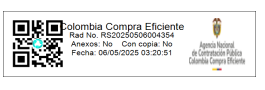 Colombia Compra Eficiente
Rad No. RS20250506004354
Anexos: No Con copia: No
Fecha: 06/05/2025 03:20:51
Agencia Nacional
de Contratación Pública
Colombia Compra Eficiente